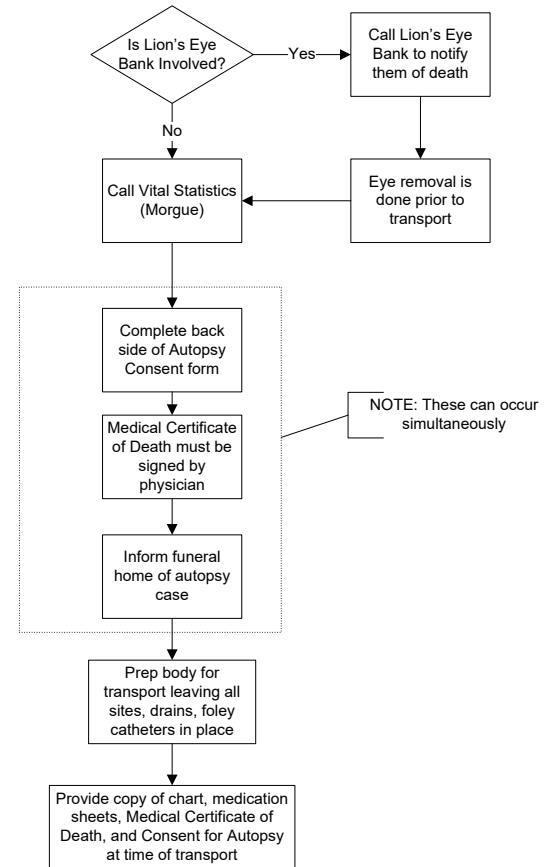 Is Lion's Eye
Bank Involved?
Yes
Call Lion's Eye
Bank to notify
them of death
No
Call Vital Statistics
(Morgue)
Eye removal is
done prior to
transport
Complete back
side of Autopsy
Consent form
Medical Certificate
of Death must be
signed by
physician
NOTE: These can occur
simultaneously
Inform funeral
home of autopsy
case
Prep body for
transport leaving all
sites, drains, foley
catheters in place
Provide copy of chart, medication
sheets, Medical Certificate of
Death, and Consent for Autopsy
at time of transport